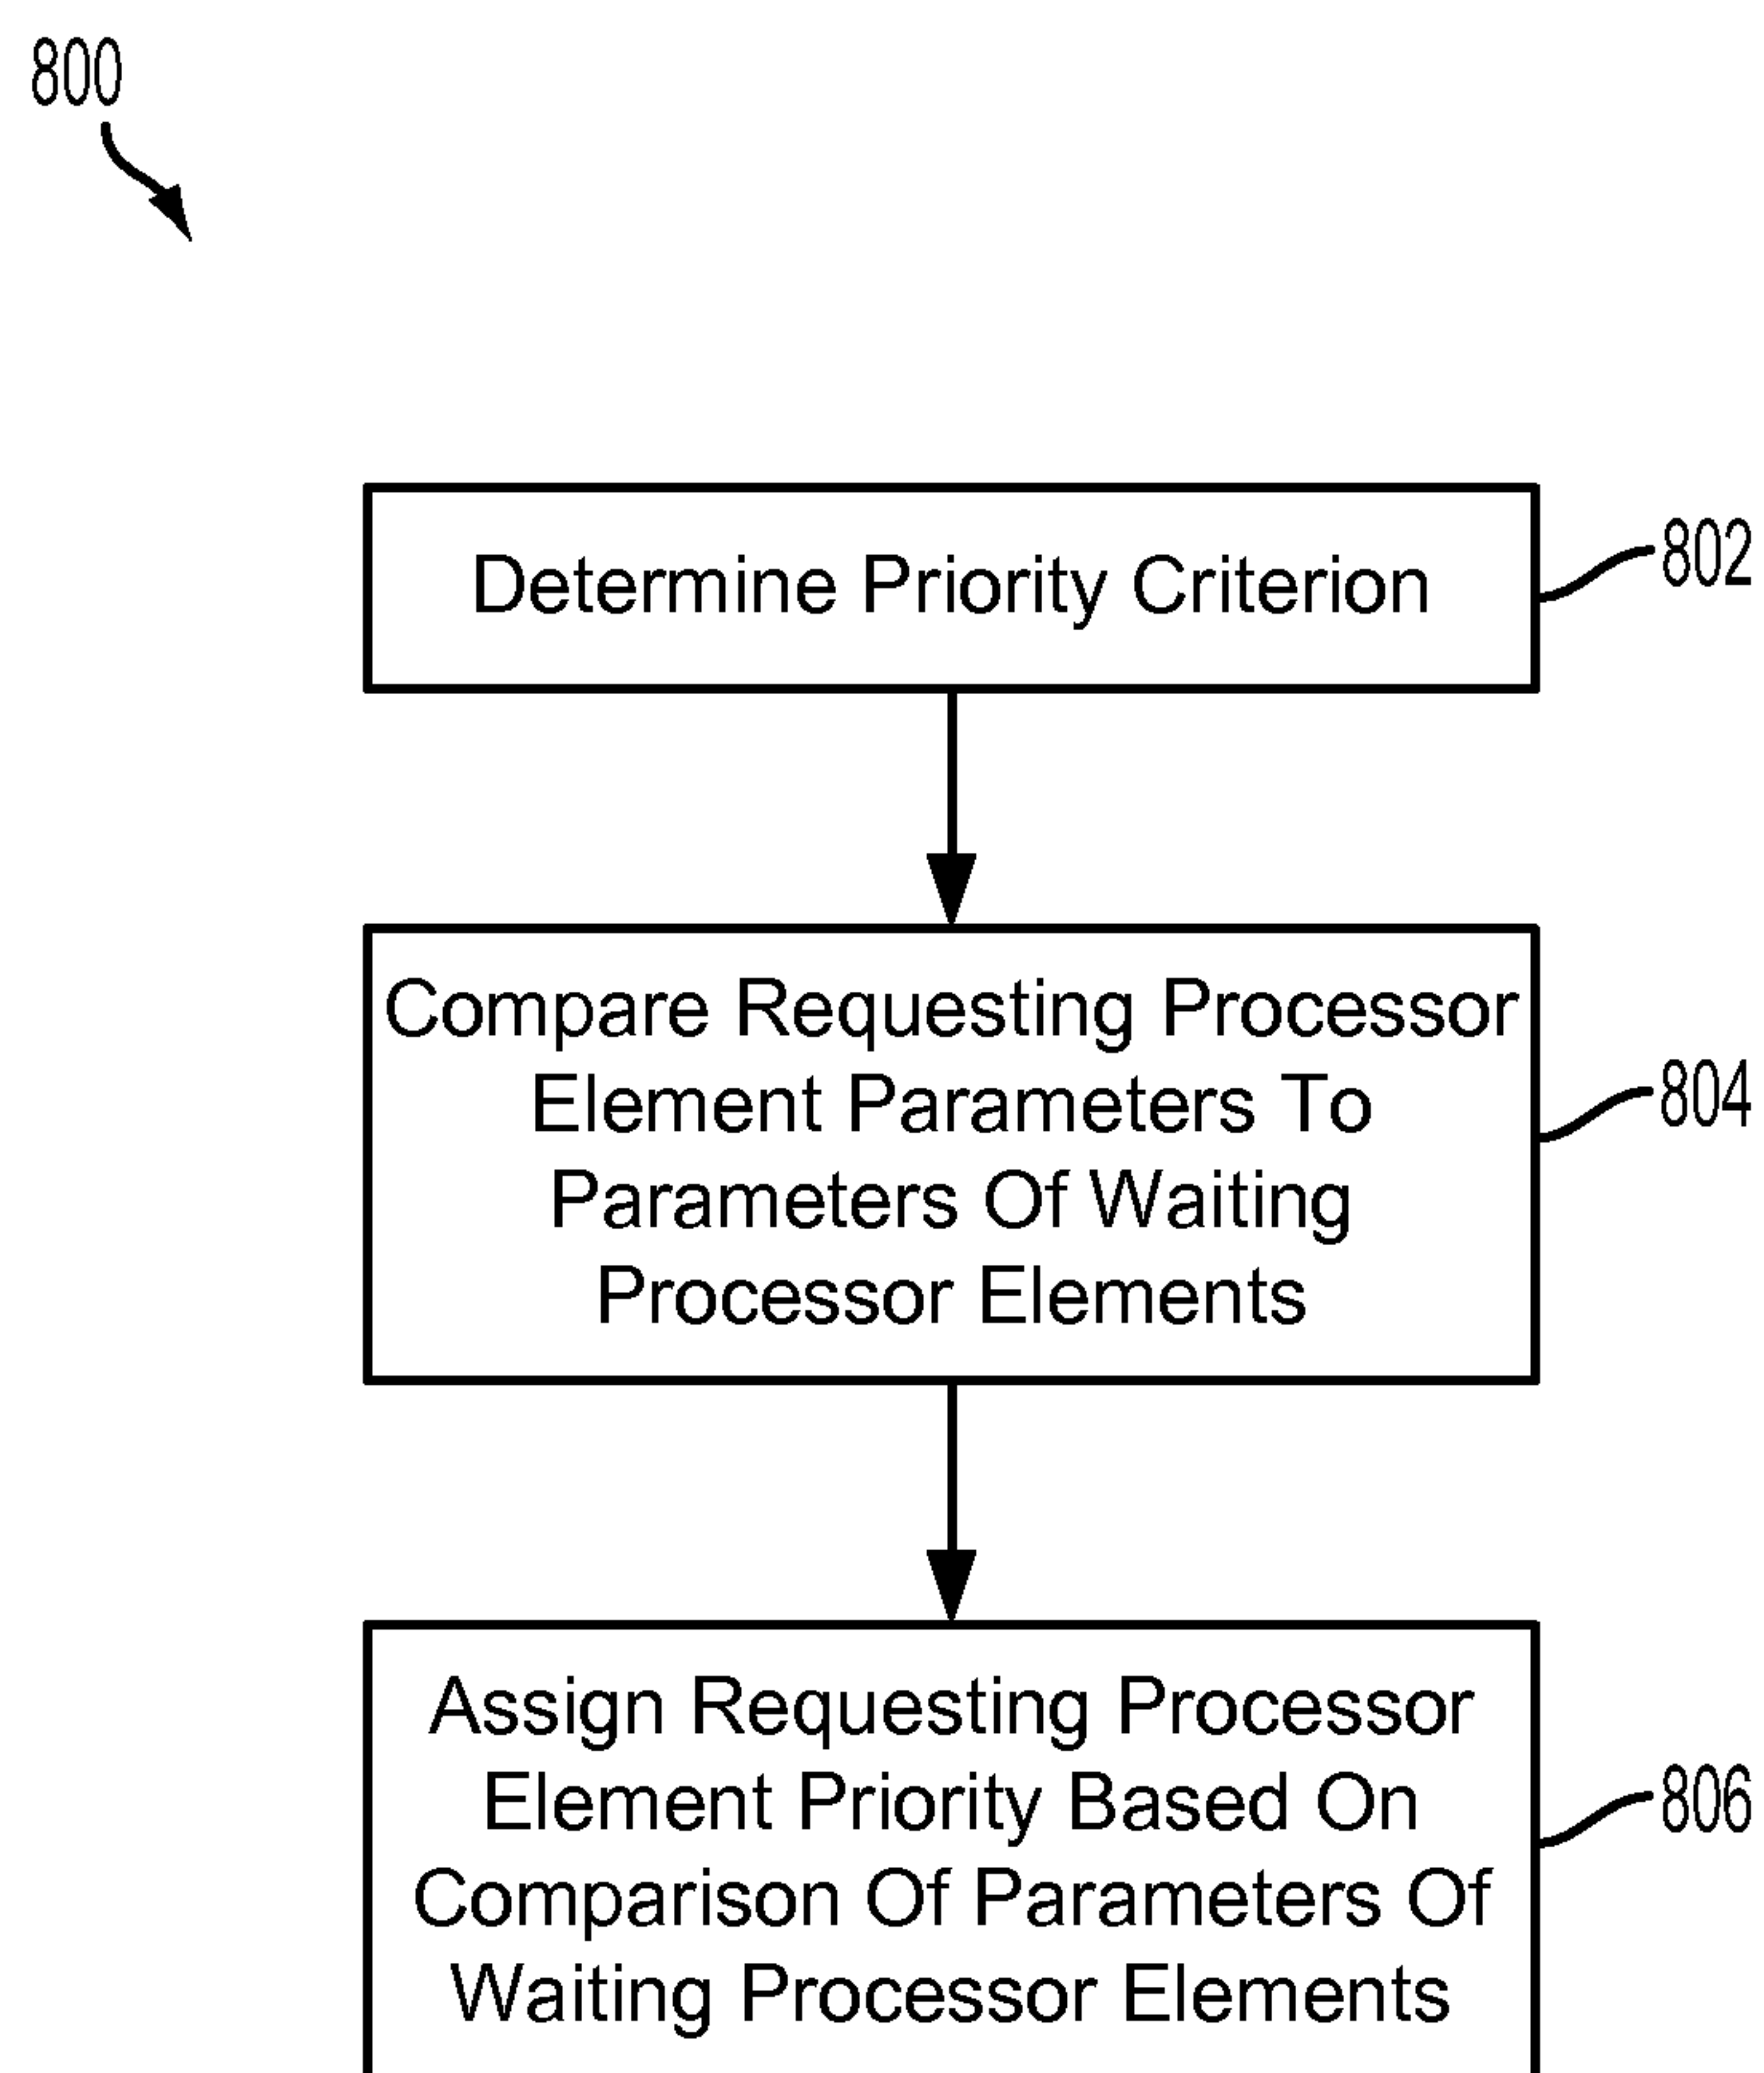 800
Determine Priority Criterion
802
Compare Requesting Processor
Element Parameters To
Parameters Of Waiting
Processor Elements
804
Assign Requesting Processor
Element Priority Based On
Comparison Of Parameters Of
Waiting Processor Elements
806